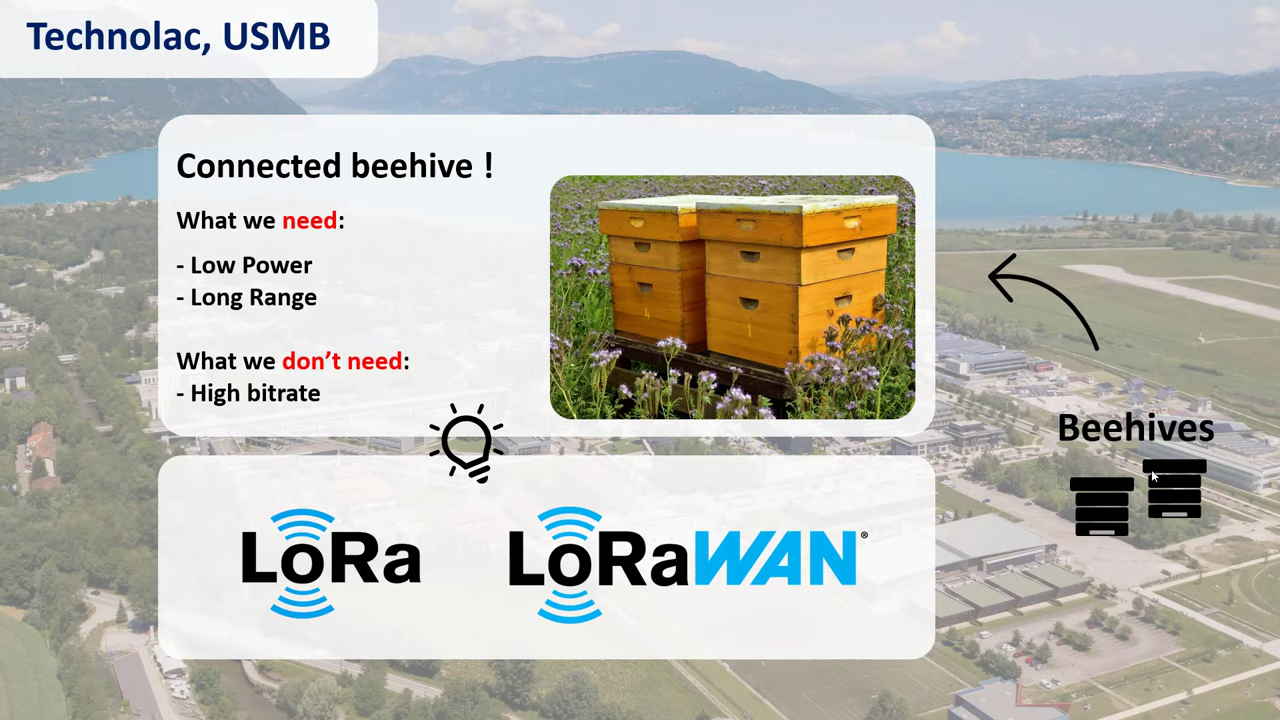 Technolac, USMB
Connected beehive !
What we need:
- Low Power
- Long Range
What we don't need:
- High bitrate
Beehives
LoRa
LoRaWAN®